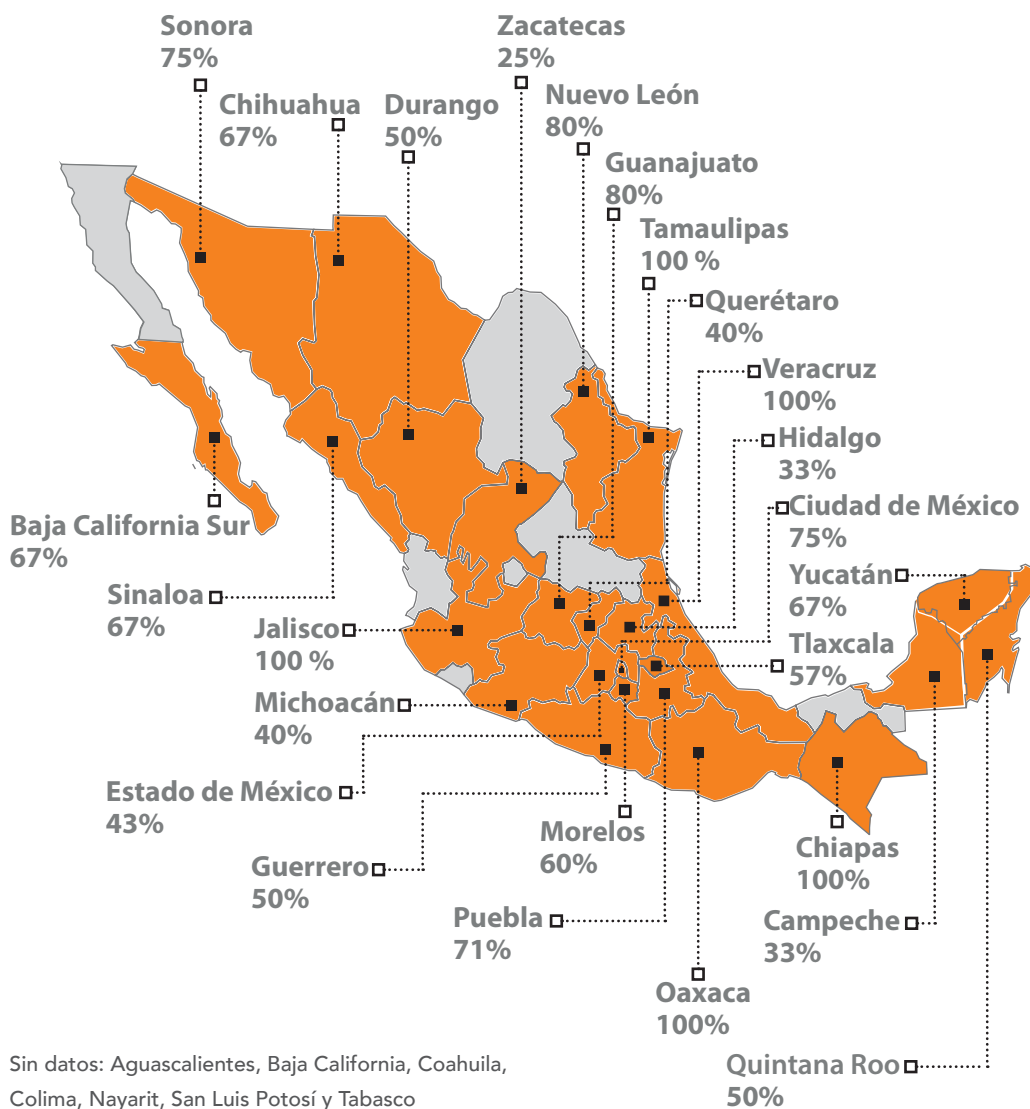 Sonora
75%
Zacatecas
25%
Chihuahua
67%
Durango
50%
Nuevo León
80%
Guanajuato
80%
Tamaulipas
100 %
Querétaro
40%
Veracruz
100%
Hidalgo
33%
Ciudad de México
75%
Baja California Sur
67%
Yucatán
67%
Sinaloa
67%
Jalisco
100 %
Tlaxcala
57%
Michoacán
40%
Estado de México
43%
Morelos
60%
Chiapas
100%
Guerrero
50%
Puebla
71%
Campeche
33%
Oaxaca
100%
Quintana Roo
50%
Sin datos: Aguascalientes, Baja California, Coahuila,
Colima, Nayarit, San Luis Potosí y Tabasco